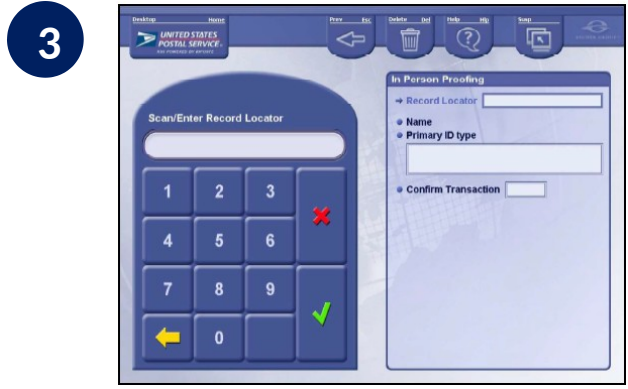 3
Desktop Home Prev Esc Delete Del Help Hlp Susp
UNITED STATES
POSTAL SERVICE®
In Person Proofing
Record Locator
Scan/Enter Record Locator
Name
Primary ID type
1 2 3
Confirm Transaction
4 5 6
7 8 9
0